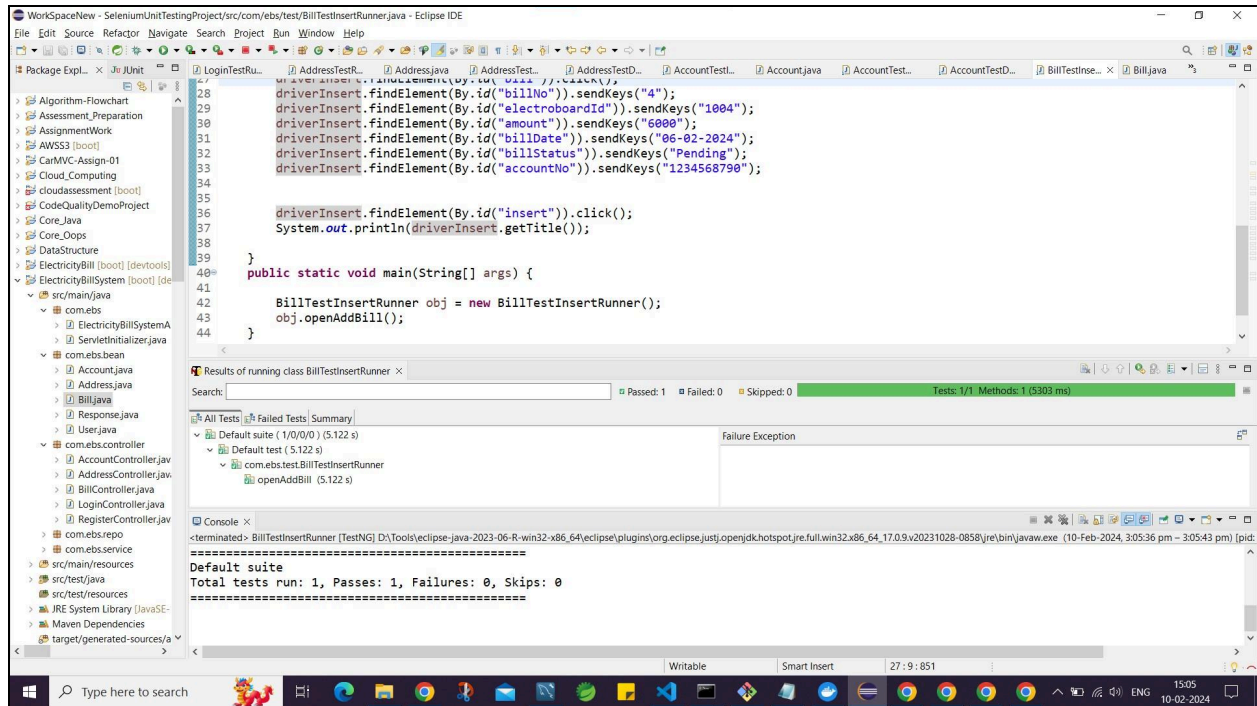 WorkSpaceNew - SeleniumUnitTestingProject/src/com/ebs/test/BillTestInsertRunner.java - Eclipse IDE
File Edit Source Refactor Navigate Search Project Run Window Help
Package Expl... JUnit
LoginTestRu... AddressTestR... Address.java AddressTest... AddressTestD... AccountTestI... Account.java AccountTest... AccountTestD... BillTestInse... Bill.java
Algorithm-Flowchart
Assessment_Preparation
AssignmentWork
AWSS3 [boot]
CarMVC-Assign-01
Cloud_Computing
cloudassessment [boot]
CodeQualityDemoProject
Core_Java
Core_Oops
DataStructure
ElectricityBill [boot] [devtools]
ElectricityBillSystem [boot] [de
src/main/java
com.ebs
ElectricityBillSystemA
ServletInitializer.java
com.ebs.bean
Account.java
Address.java
Bill.java
Response.java
User.java
com.ebs.controller
AccountController.jav
AddressController.jav
BillController.java
LoginController.java
RegisterController.jav
com.ebs.repo
com.ebs.service
src/main/resources
src/test/java
src/test/resources
JRE System Library [JavaSE-
Maven Dependencies
target/generated-sources/a
27 driverInsert.findElement(By.id("bill")).click();
28 driverInsert.findElement(By.id("billNo")).sendKeys("4");
29 driverInsert.findElement(By.id("electroboardId")).sendKeys("1004");
30 driverInsert.findElement(By.id("amount")).sendKeys("6000");
31 driverInsert.findElement(By.id("billDate")).sendKeys("06-02-2024");
32 driverInsert.findElement(By.id("billStatus")).sendKeys("Pending");
33 driverInsert.findElement(By.id("accountNo")).sendKeys("1234568790");
34
35
36 driverInsert.findElement(By.id("insert")).click();
37 System.out.println(driverInsert.getTitle());
38
39 }
40 public static void main(String[] args) {
41
42 BillTestInsertRunner obj = new BillTestInsertRunner();
43 obj.openAddBill();
44 }
Results of running class BillTestInsertRunner
Search: Passed: 1 Failed: 0 Skipped: 0 Tests: 1/1 Methods: 1 (5303 ms)
All Tests Failed Tests Summary
Default suite ( 1/0/0/0 ) (5.122 s)
Default test ( 5.122 s)
com.ebs.test.BillTestInsertRunner
openAddBill (5.122 s)
Failure Exception
Console
<terminated> BillTestInsertRunner [TestNG] D:\Tools\eclipse-java-2023-06-R-win32-x86_64\eclipse\plugins\org.eclipse.justj.openjdk.hotspot.jre.full.win32.x86_64_17.0.9.v20231028-0858\jre\bin\javaw.exe (10-Feb-2024, 3:05:36 pm – 3:05:43 pm) [pid:
===============================================
Default suite
Total tests run: 1, Passes: 1, Failures: 0, Skips: 0
===============================================
Writable Smart Insert 27 : 9 : 851
Type here to search
ENG
15:05
10-02-2024